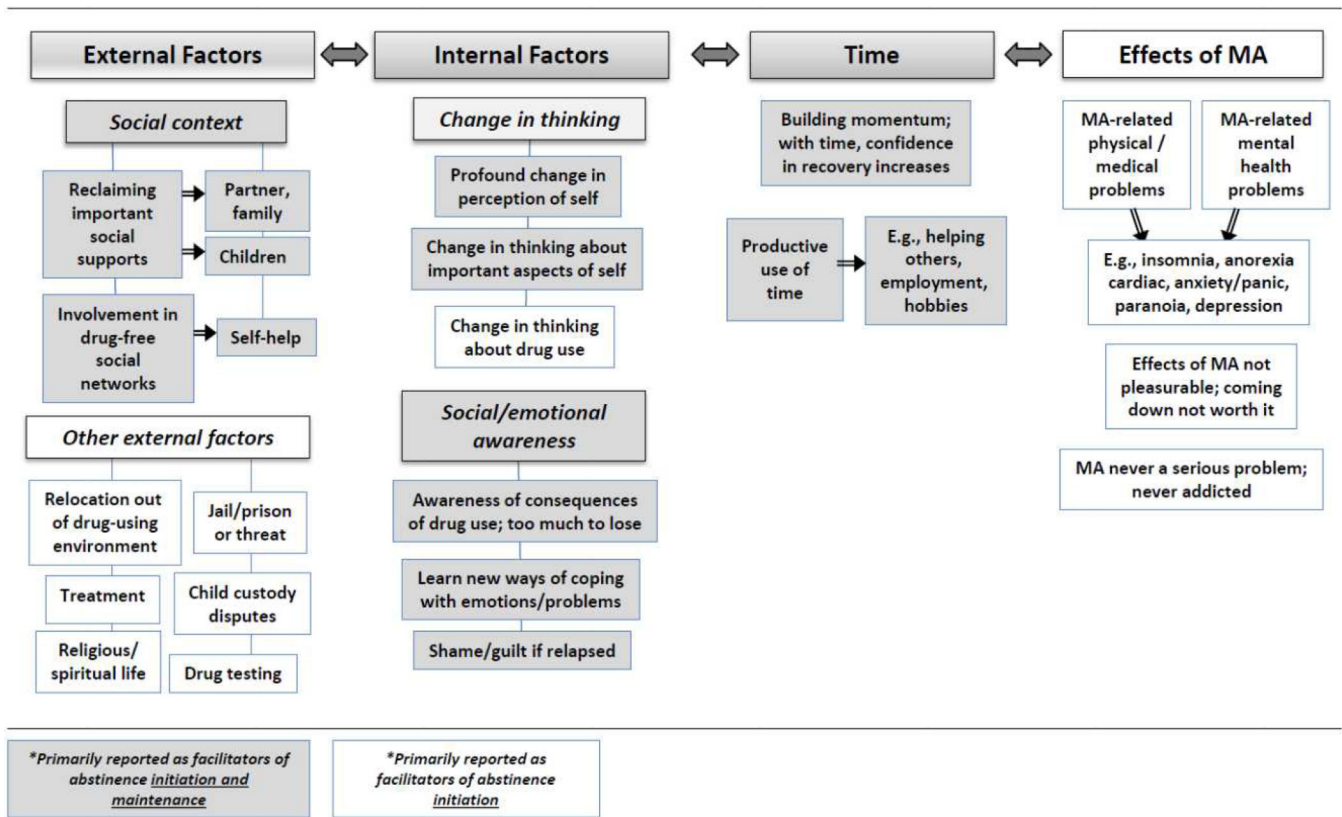 External Factors
Internal Factors
Time
Effects of MA
Social context
Reclaiming
important
social
supports
Partner,
family
Children
Involvement in
drug-free
social
networks
Self-help
Other external factors
Relocation out
of drug-using
environment
Treatment
Religious/
spiritual life
Jail/prison
or threat
Child custody
disputes
Drug testing
Change in thinking
Profound change in
perception of self
Change in thinking about
important aspects of self
Change in thinking
about drug use
Social/emotional
awareness
Awareness of consequences
of drug use; too much to lose
Learn new ways of coping
with emotions/problems
Shame/guilt if relapsed
Building momentum;
with time, confidence
in recovery increases
Productive
use of
time
E.g., helping
others,
employment,
hobbies
MA-related
physical /
medical
problems
MA-related
mental
health
problems
E.g., insomnia, anorexia
cardiac, anxiety/panic,
paranoia, depression
Effects of MA not
pleasurable; coming
down not worth it
MA never a serious problem;
never addicted
*Primarily reported as facilitators of
abstinence initiation and
maintenance
*Primarily reported as
facilitators of abstinence
initiation